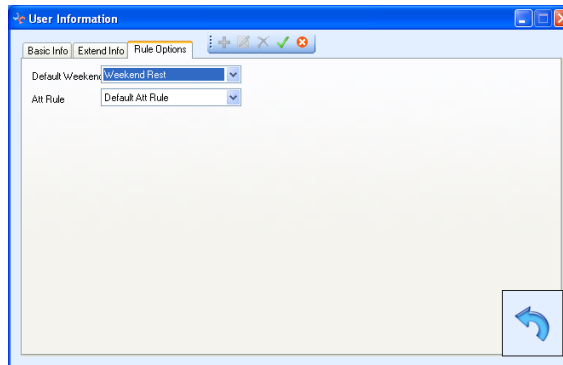 User Information
Basic Info Extend Info Rule Options
Default Weekend Weekend Rest
Att Rule Default Att Rule